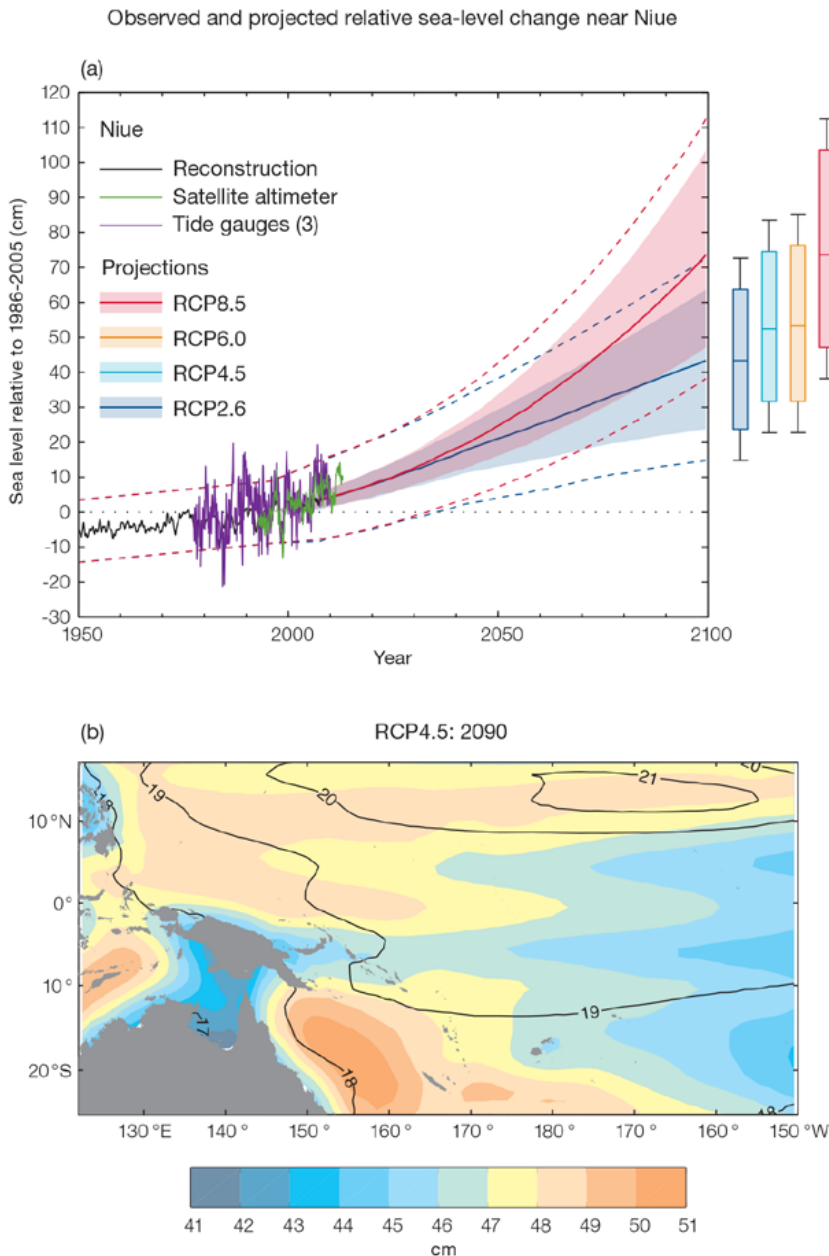 Observed and projected relative sea-level change near Niue
(a)
120
110
100
90
80
70
60
50
40
30
20
10
0
-10
-20
-30
Sea level relative to 1986-2005 (cm)
Niue
Reconstruction
Satellite altimeter
Tide gauges (3)
Projections
RCP8.5
RCP6.0
RCP4.5
RCP2.6
1950 2000 2050 2100
Year
(b) RCP4.5: 2090
18 19 20 21 20
10°N
0°
10°
20°S
19
17
18
18
130°E 140° 150° 160° 170° 180° 170° 160° 150°W
41 42 43 44 45 46 47 48 49 50 51
cm